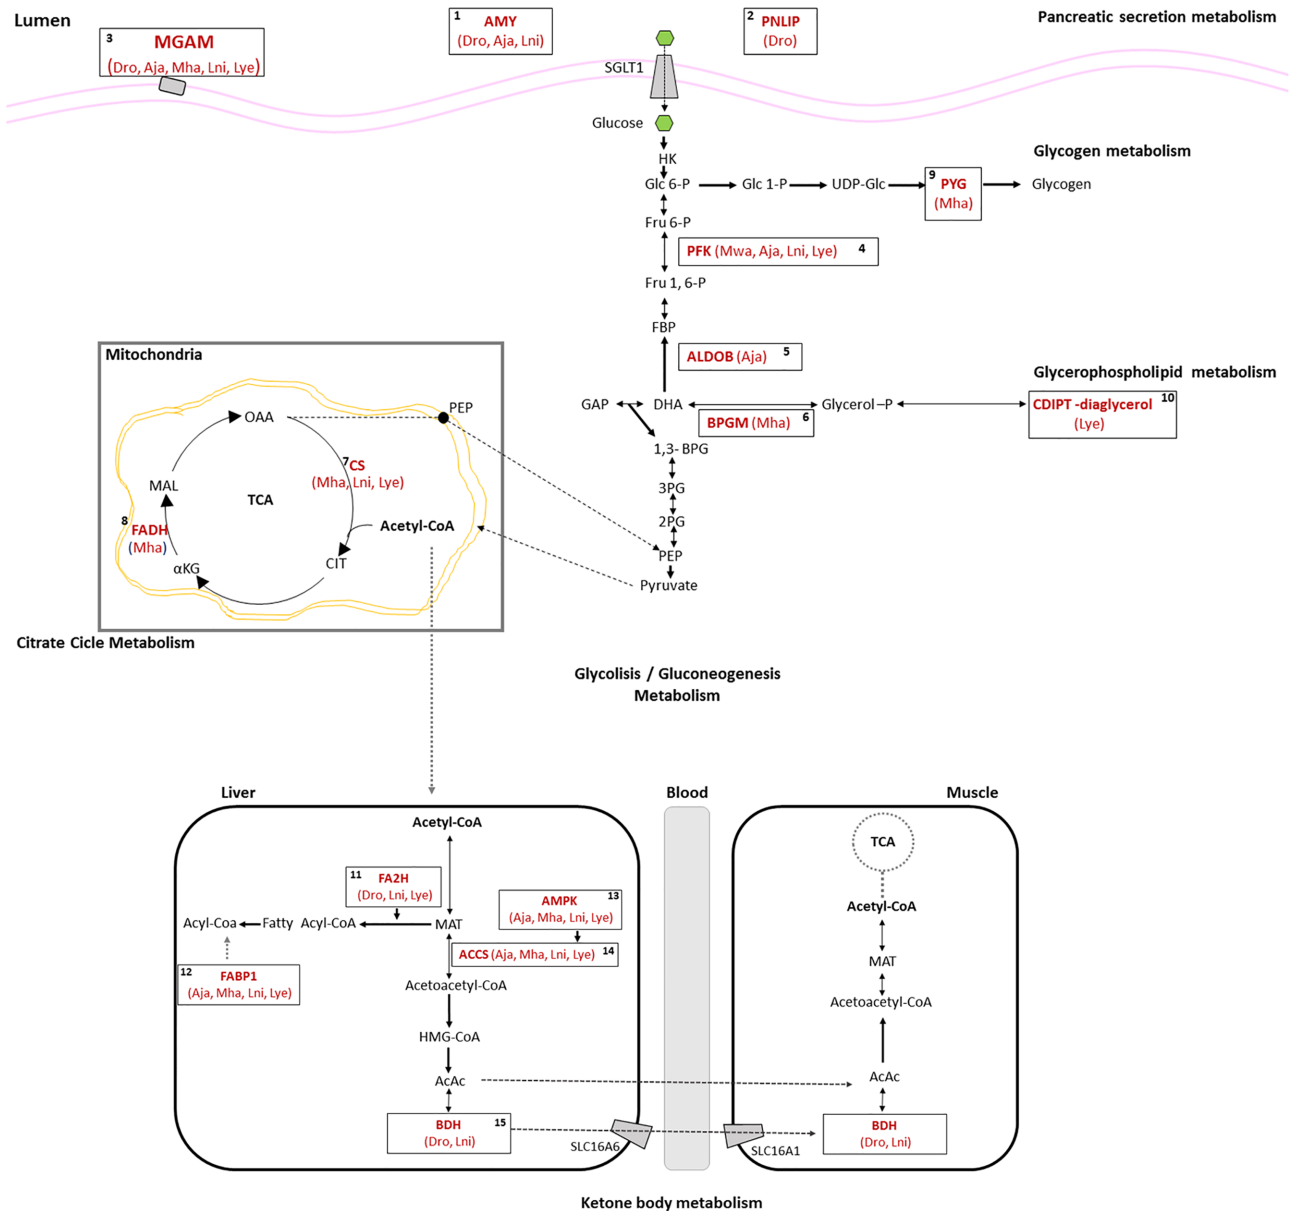 Lumen
Pancreatic secretion metabolism
1 AMY
(Dro, Aja, Lni)
2 PNLIP
(Dro)
3 MGAM
(Dro, Aja, Mha, Lni, Lye)
SGLT1
Glucose
HK
Glycogen metabolism
Glc 6-P
Glc 1-P
UDP-Glc
9 PYG
(Mha)
Glycogen
Fru 6-P
PFK (Mwa, Aja, Lni, Lye) 4
Fru 1, 6-P
FBP
ALDOB (Aja) 5
Glycerophospholipid metabolism
GAP
DHA
Glycerol –P
CDIPT -diaglycerol 10
(Lye)
BPGM (Mha) 6
1,3- BPG
3PG
2PG
PEP
Pyruvate
Mitochondria
OAA
PEP
7 CS
(Mha, Lni, Lye)
MAL
TCA
Acetyl-CoA
8 FADH
(Mha)
αKG
CIT
Citrate Cicle Metabolism
Glycolisis / Gluconeogenesis
Metabolism
Liver
Blood
Muscle
Acetyl-CoA
11 FA2H
(Dro, Lni, Lye)
AMPK 13
(Aja, Mha, Lni, Lye)
Acyl-Coa
Fatty Acyl-CoA
MAT
ACCS (Aja, Mha, Lni, Lye) 14
12 FABP1
(Aja, Mha, Lni, Lye)
Acetoacetyl-CoA
HMG-CoA
AcAc
BDH 15
(Dro, Lni)
SLC16A6
SLC16A1
TCA
Acetyl-CoA
MAT
Acetoacetyl-CoA
AcAc
BDH
(Dro, Lni)
Ketone body metabolism